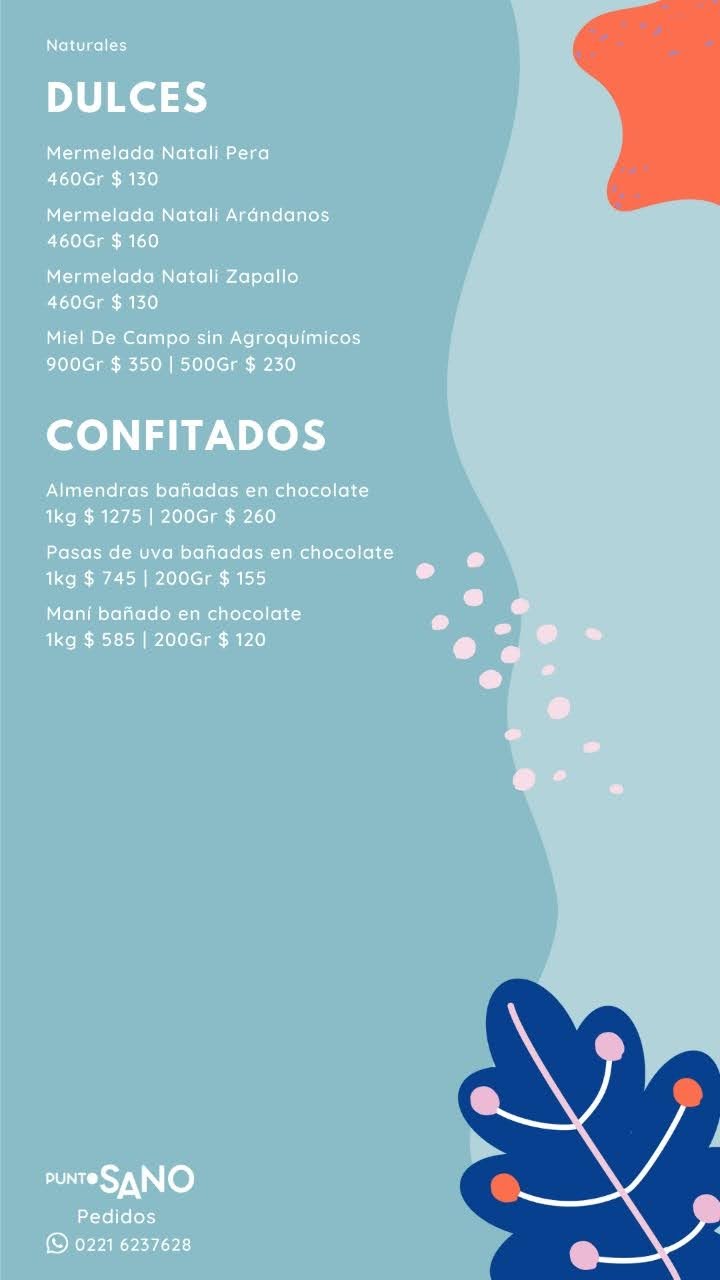 Naturales
DULCES
Mermelada Natali Pera
460Gr $ 130
Mermelada Natali Arándanos
460Gr $ 160
Mermelada Natali Zapallo
460Gr $ 130
Miel De Campo sin Agroquímicos
900Gr $ 350 | 500Gr $ 230
CONFITADOS
Almendras bañadas en chocolate
1kg $ 1275 | 200Gr $ 260
Pasas de uva bañadas en chocolate
1kg $ 745 | 200Gr $ 155
Maní bañado en chocolate
1kg $ 585 | 200Gr $ 120
PUNTO SANO
Pedidos
0221 6237628